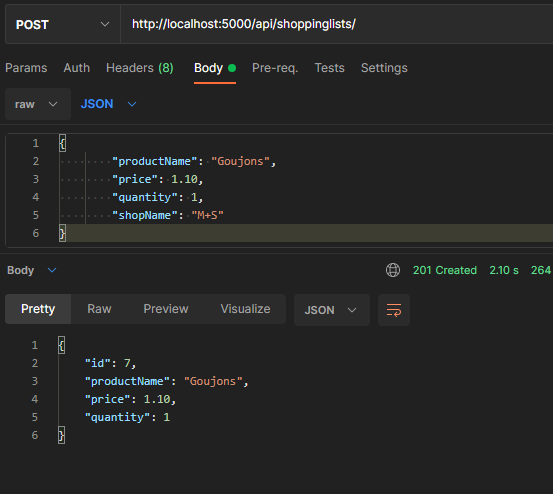 POST http://localhost:5000/api/shoppinglists/
Params Auth Headers (8) Body Pre-req. Tests Settings
raw JSON
1 {
2 "productName": "Goujons",
3 "price": 1.10,
4 "quantity": 1,
5 "shopName": "M+S"
6 }
Body 201 Created 2.10 s 264
Pretty Raw Preview Visualize JSON
1 {
2 "id": 7,
3 "productName": "Goujons",
4 "price": 1.10,
5 "quantity": 1
6 }